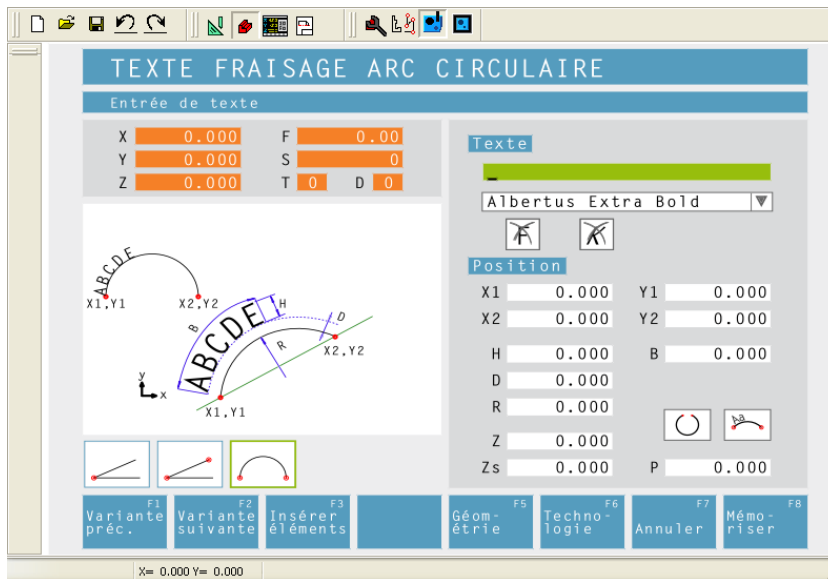 TEXTE FRAISAGE ARC CIRCULAIRE
Entrée de texte
X 0.000 F 0.00
Y 0.000 S 0
Z 0.000 T 0 D 0
ABCDE
X1,Y1 X2,Y2
B ABCDE H D
R
X2,Y2
y
x
X1,Y1
Texte
Albertus Extra Bold
F K
Position
X1 0.000 Y1 0.000
X2 0.000 Y2 0.000
H 0.000 B 0.000
D 0.000
R 0.000
Aa
Z 0.000
Zs 0.000 P 0.000
F1
Variante
préc.
F2
Variante
suivante
F3
Insérer
éléments
F5
Géom-
étrie
F6
Techno-
logie
F7
Annuler
F8
Mémo-
riser
X= 0.000 Y= 0.000